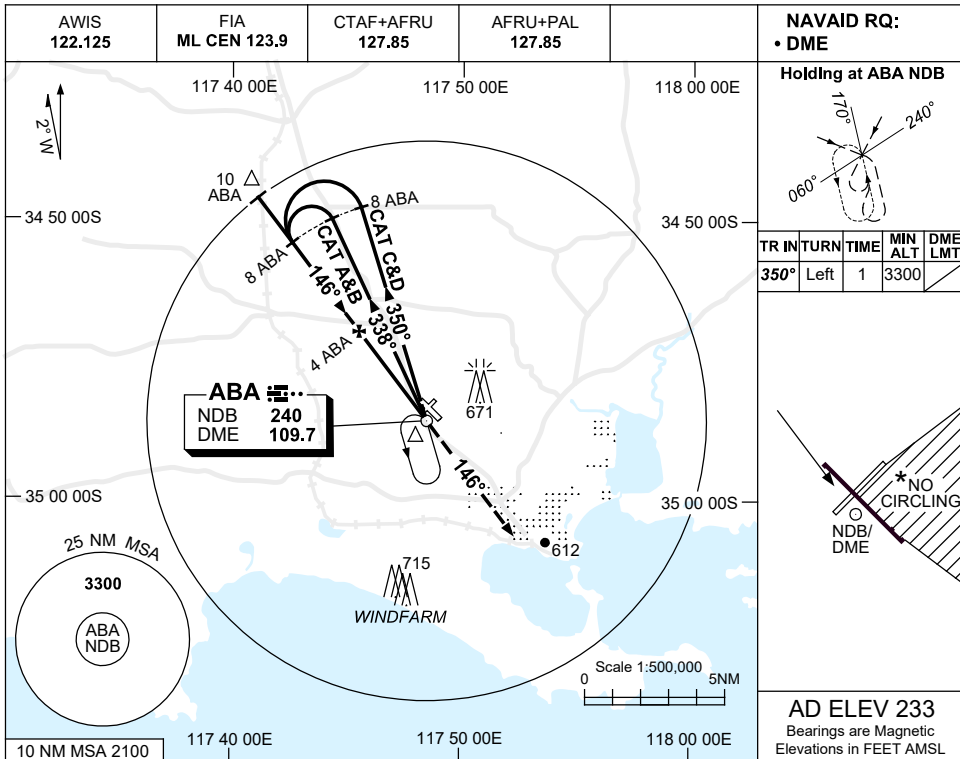 AWIS
122.125
FIA
ML CEN 123.9
CTAF+AFRU
127.85
AFRU+PAL
127.85
NAVAID RQ:
• DME
117 40 00E
117 50 00E
118 00 00E
Holding at ABA NDB
170°
240°
060°
2° W
10
ABA
34 50 00S
34 50 00S
8 ABA
8 ABA
CAT A&B
CAT C&D
146°
338°
350°
4 ABA
TR IN
TURN
TIME
MIN
ALT
DME
LMT
350°
Left
1
3300
ABA
NDB 240
DME 109.7
671
146°
*NO
CIRCLING
NDB/
DME
35 00 00S
35 00 00S
612
25 NM MSA
3300
ABA
NDB
715
WINDFARM
Scale 1:500,000
0
5NM
10 NM MSA 2100
117 40 00E
117 50 00E
118 00 00E
AD ELEV 233
Bearings are Magnetic
Elevations in FEET AMSL